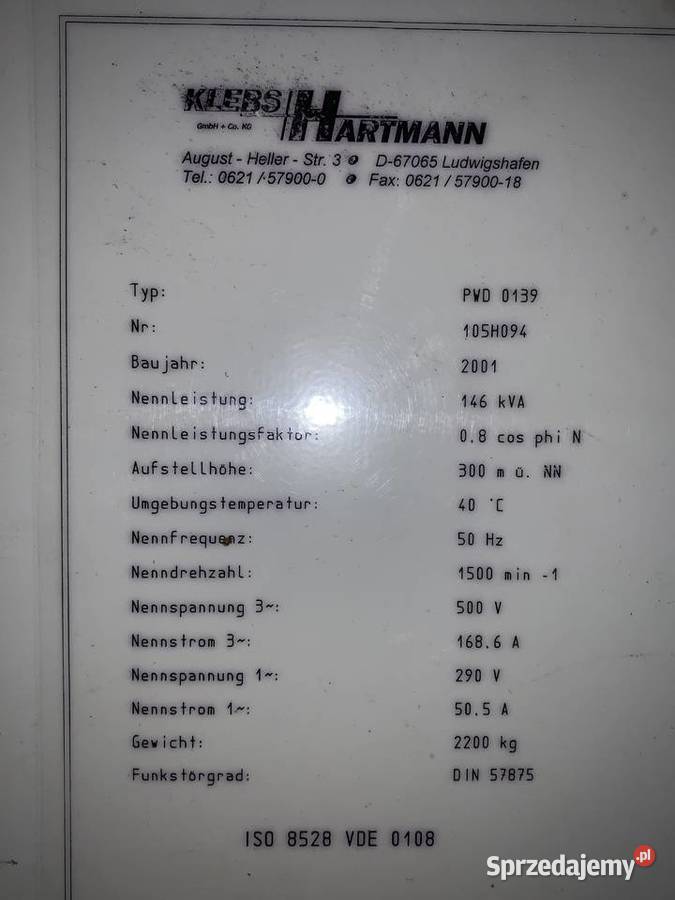 KLEBS HARTMANN
GmbH + Co. KG
August - Heller - Str. 3 ● D-67065 Ludwigshafen
Tel.: 0621 / 57900-0 ● Fax: 0621 / 57900-18
Typ: PWD 0139
Nr: 105H094
Baujahr: 2001
Nennleistung: 146 kVA
Nennleistungsfaktor: 0.8 cos phi N
Aufstellhöhe: 300 m ü. NN
Umgebungstemperatur: 40 °C
Nennfrequenz: 50 Hz
Nenndrehzahl: 1500 min -1
Nennspannung 3~: 500 V
Nennstrom 3~: 168.6 A
Nennspannung 1~: 290 V
Nennstrom 1~: 50.5 A
Gewicht: 2200 kg
Funkstörgrad: DIN 57875
ISO 8528 VDE 0108
Sprzedajemy.pl